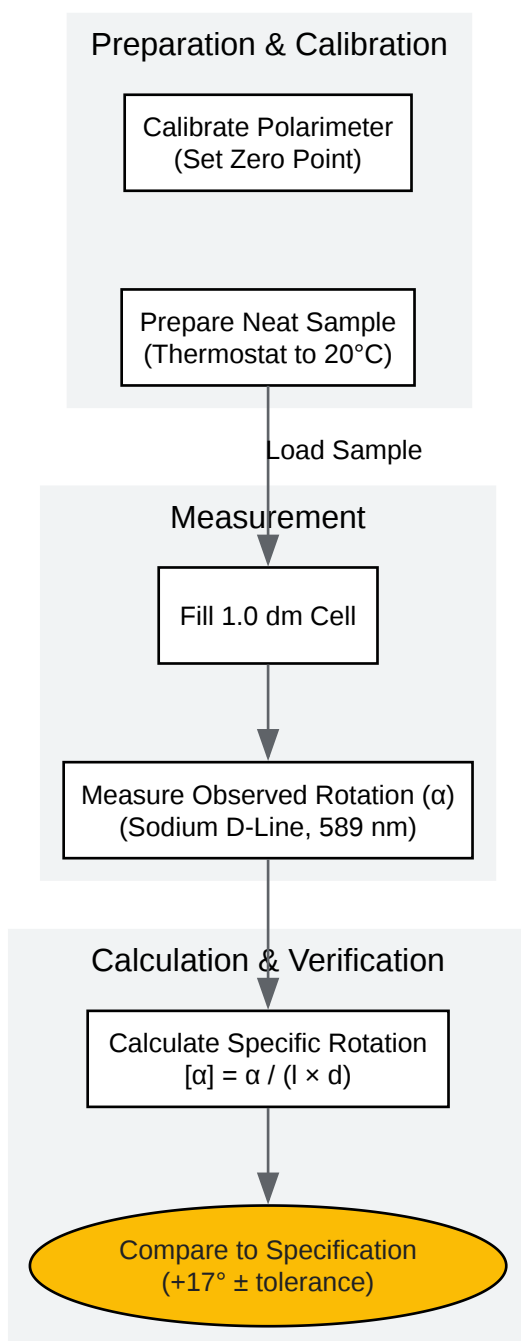 Preparation & Calibration
Calibrate Polarimeter
(Set Zero Point)
Prepare Neat Sample
(Thermostat to 20°C)
Load Sample
Measurement
Fill 1.0 dm Cell
Measure Observed Rotation (α)
(Sodium D-Line, 589 nm)
Calculation & Verification
Calculate Specific Rotation
[α] = α / (l × d)
Compare to Specification
(+17° ± tolerance)